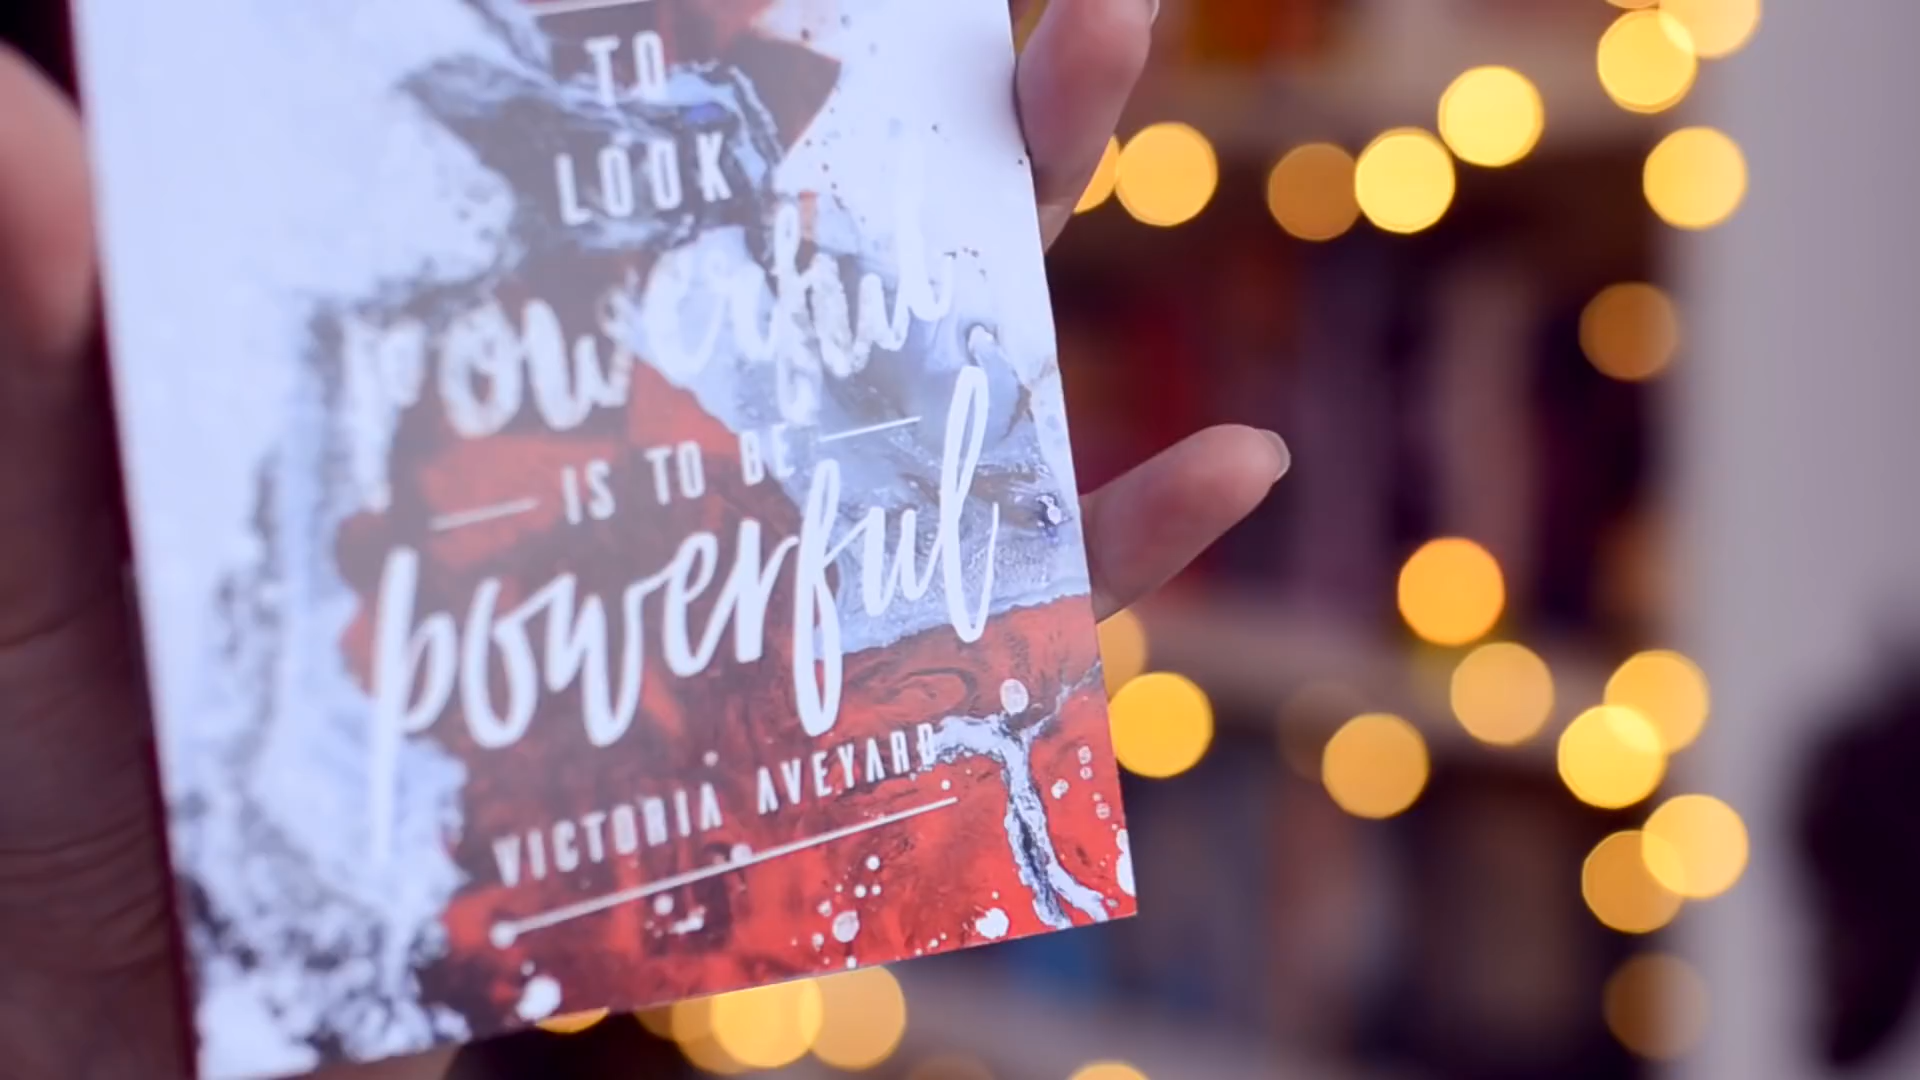 TO
LOOK
powerful
IS TO BE
powerful
VICTORIA AVEYARD